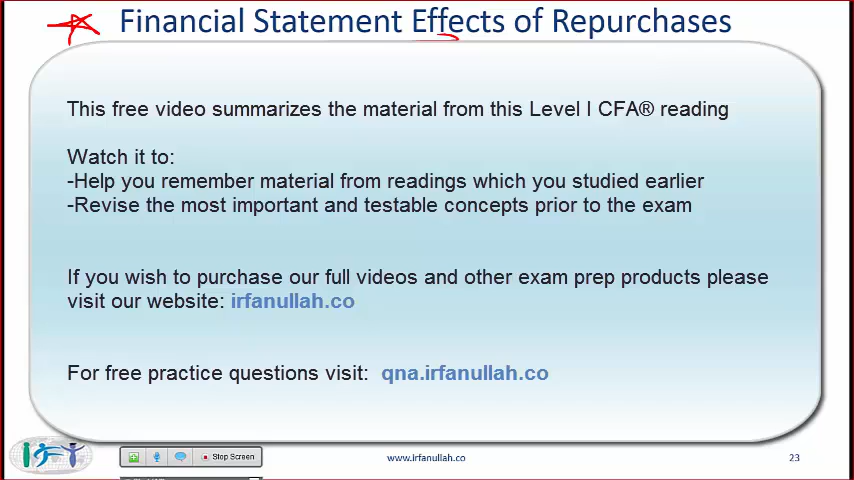 Financial Statement Effects of Repurchases
This free video summarizes the material from this Level I CFA® reading
Watch it to:
-Help you remember material from readings which you studied earlier
-Revise the most important and testable concepts prior to the exam
If you wish to purchase our full videos and other exam prep products please
visit our website: irfanullah.co
For free practice questions visit: qna.irfanullah.co
IFT
Stop Screen
www.irfanullah.co
23